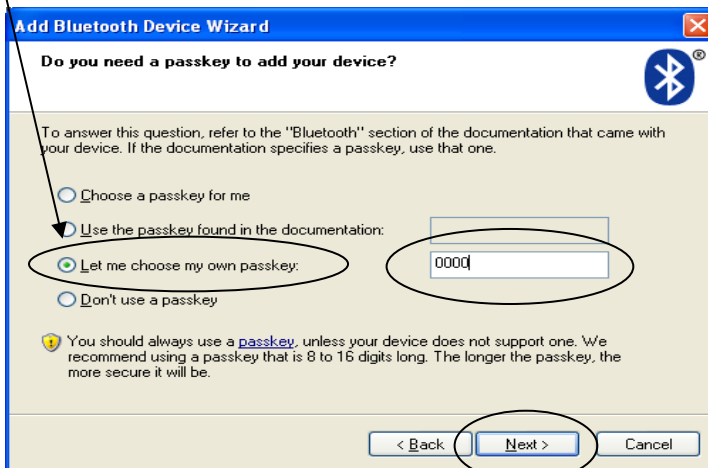 Add Bluetooth Device Wizard
Do you need a passkey to add your device?
®
To answer this question, refer to the "Bluetooth" section of the documentation that came with
your device. If the documentation specifies a passkey, use that one.
Choose a passkey for me
Use the passkey found in the documentation:
Let me choose my own passkey: 0000
Don't use a passkey
You should always use a passkey, unless your device does not support one. We
recommend using a passkey that is 8 to 16 digits long. The longer the passkey, the
more secure it will be.
< Back Next > Cancel